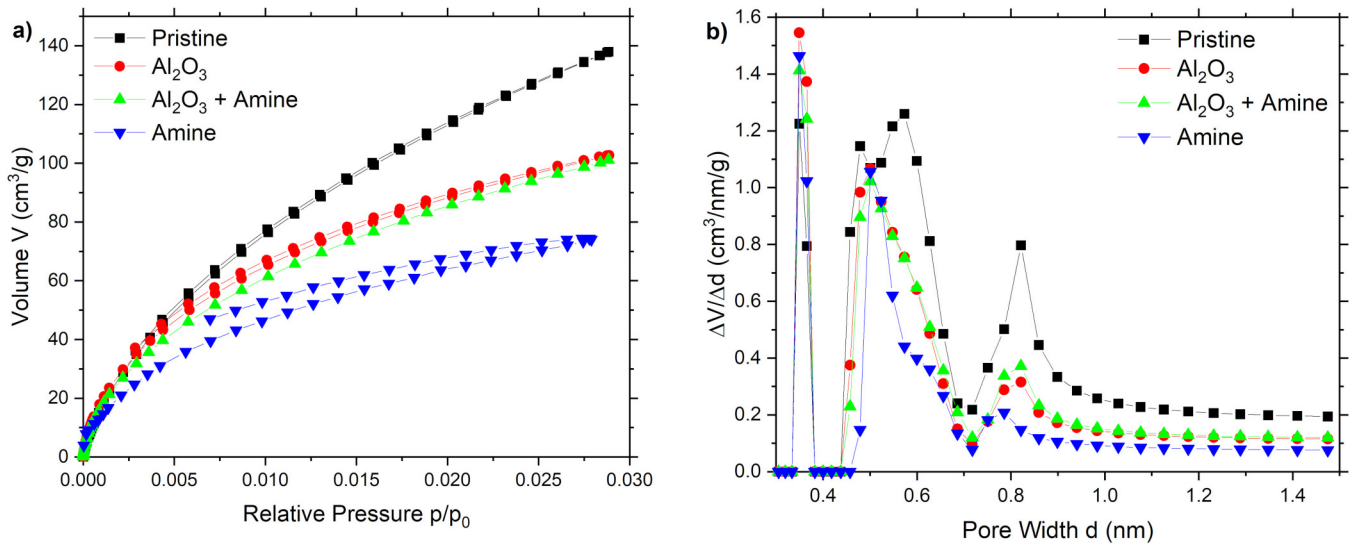 a)
Pristine
Al₂O₃
Al₂O₃ + Amine
Amine
Volume V (cm³/g)
140
120
100
80
60
40
20
0
0.000 0.005 0.010 0.015 0.020 0.025 0.030
Relative Pressure p/p₀
b)
Pristine
Al₂O₃
Al₂O₃ + Amine
Amine
ΔV/Δd (cm³/nm/g)
1.6
1.4
1.2
1.0
0.8
0.6
0.4
0.2
0.0
0.4 0.6 0.8 1.0 1.2 1.4
Pore Width d (nm)